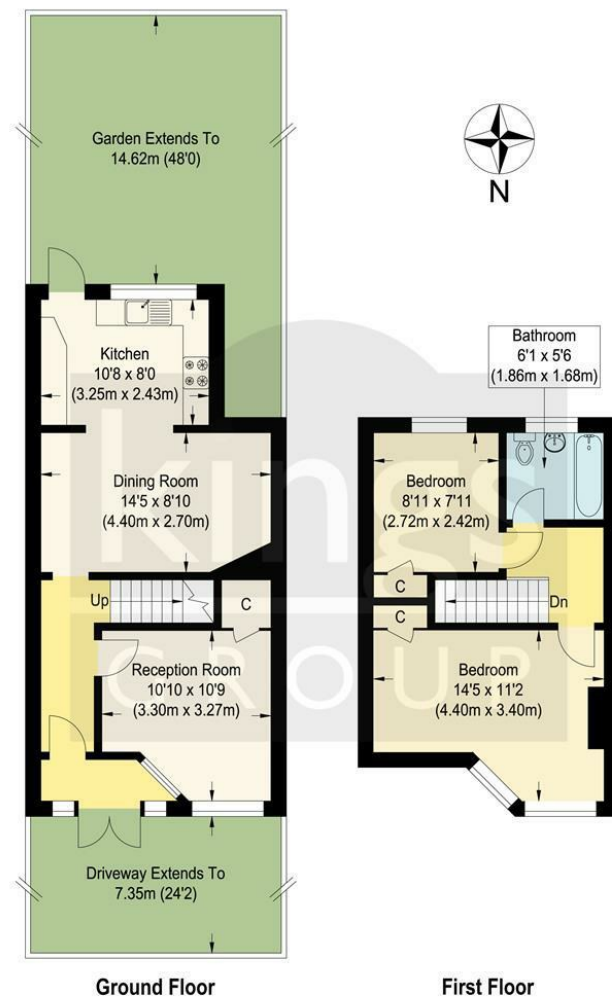 Garden Extends To
14.62m (48'0)
N
Kitchen
10'8 x 8'0
(3.25m x 2.43m)
Dining Room
14'5 x 8'10
(4.40m x 2.70m)
Up
C
Reception Room
10'10 x 10'9
(3.30m x 3.27m)
Driveway Extends To
7.35m (24'2)
Ground Floor
Bathroom
6'1 x 5'6
(1.86m x 1.68m)
Bedroom
8'11 x 7'11
(2.72m x 2.42m)
C
C
Dn
Bedroom
14'5 x 11'2
(4.40m x 3.40m)
First Floor
kings
GROUP